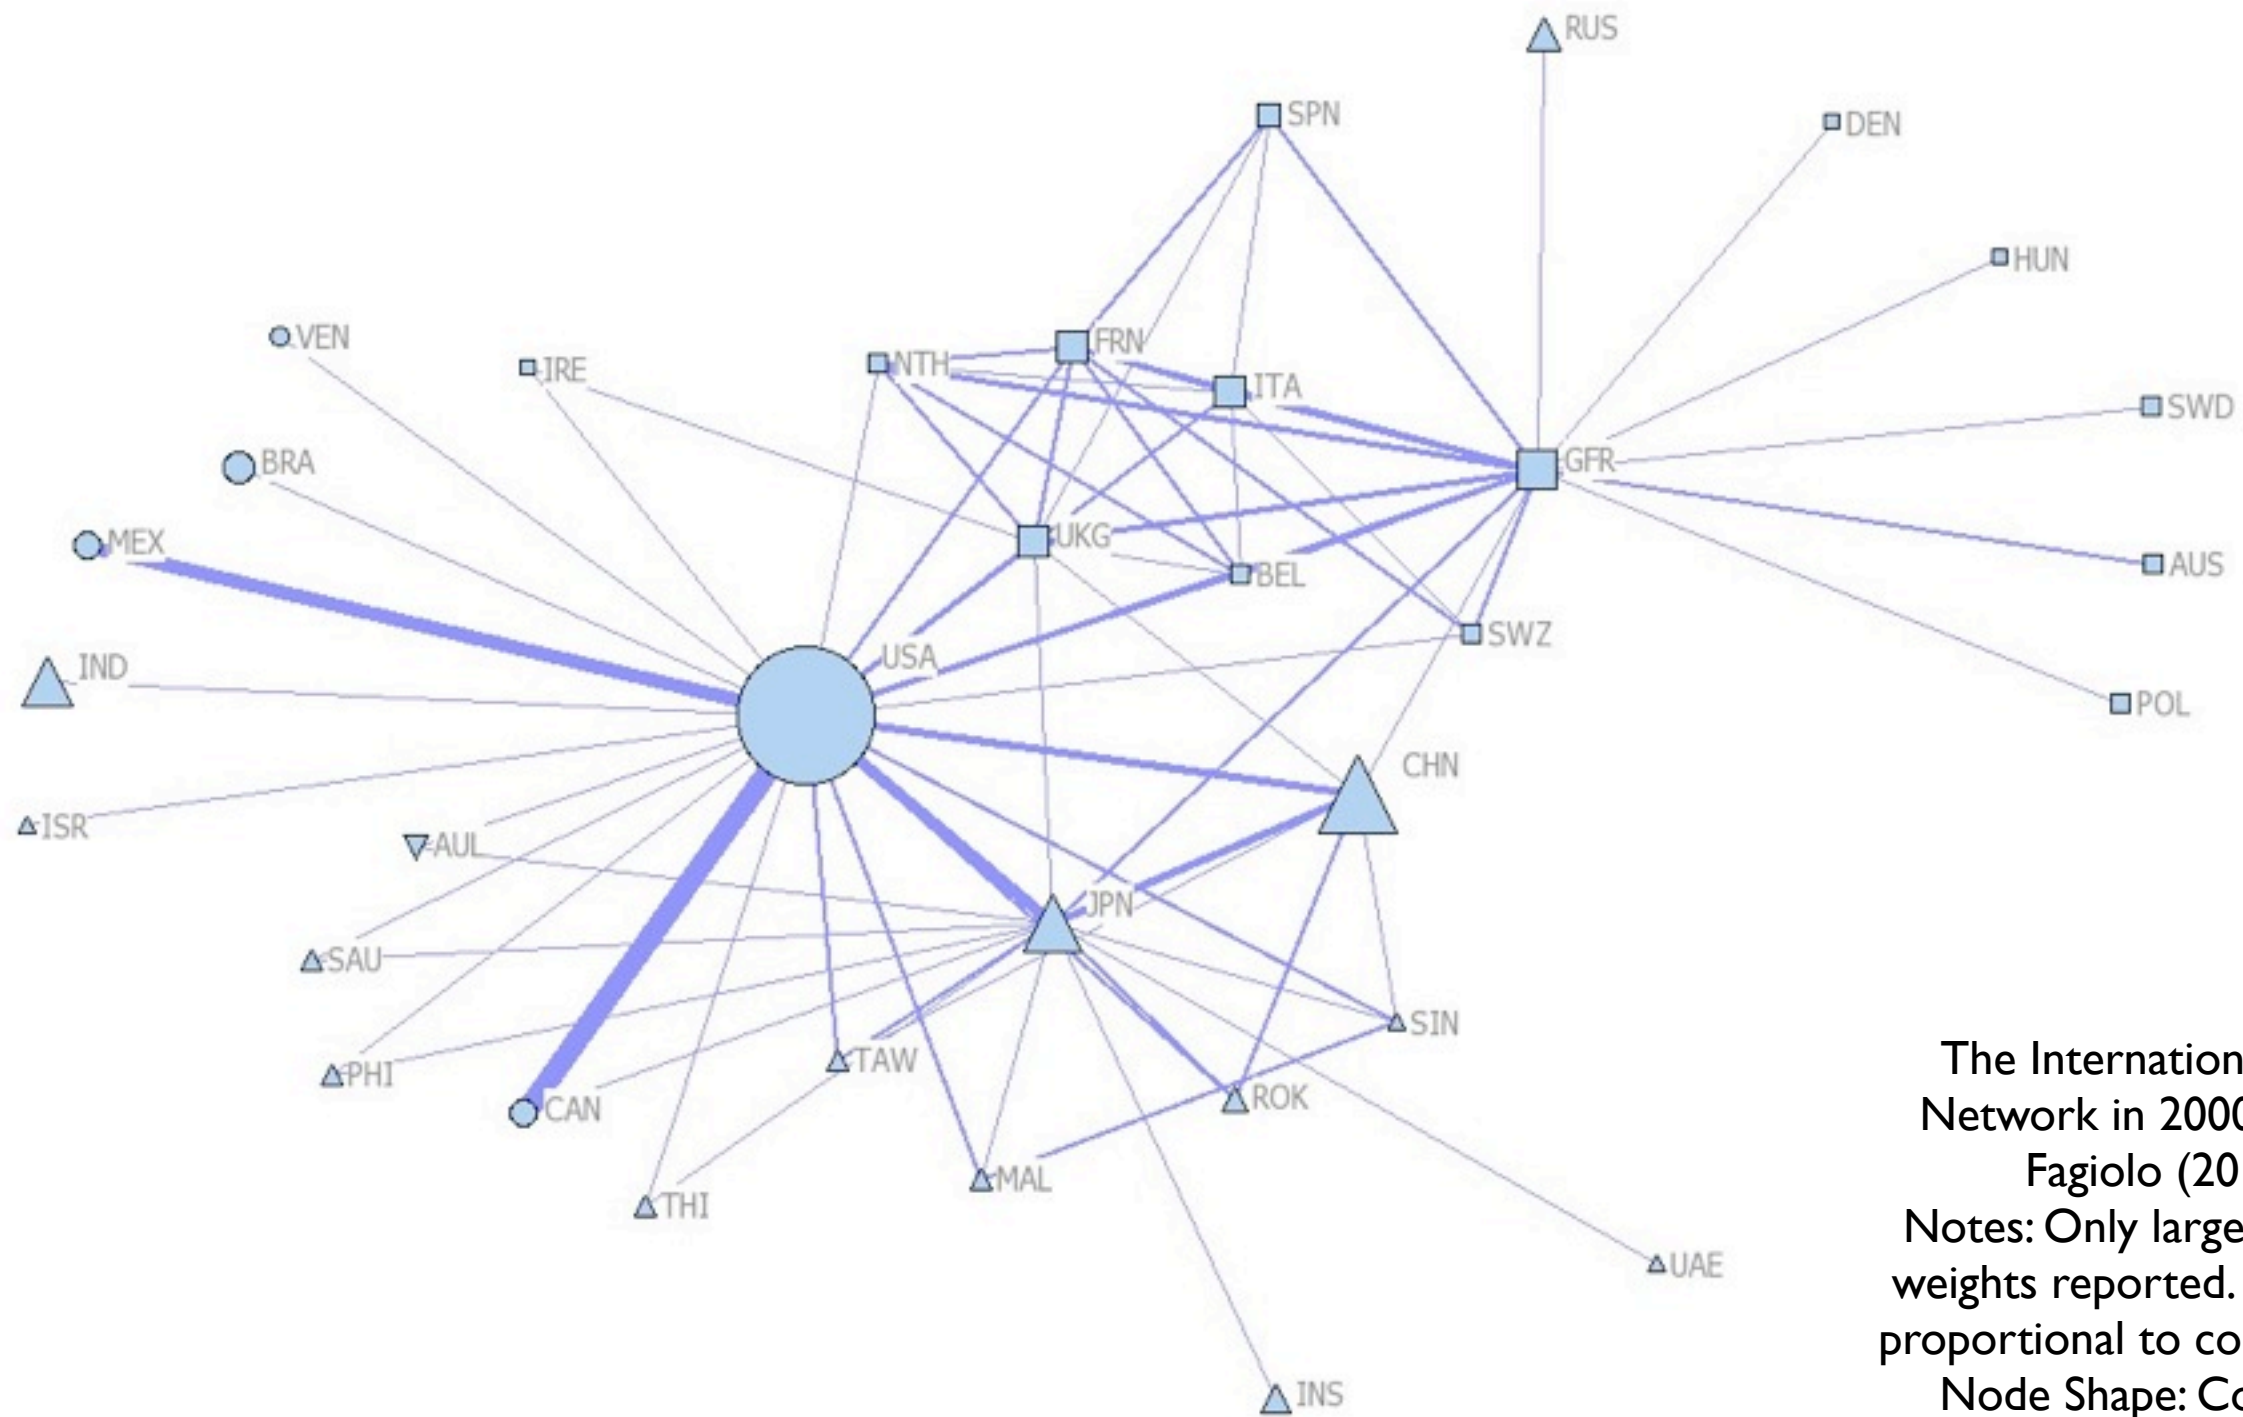 RUS
SPN
DEN
HUN
VEN
FRN
IRE
NTH
ITA
SWD
BRA
GFR
MEX
UKG
AUS
BEL
SWZ
USA
IND
POL
CHN
ISR
AUL
JPN
SAU
SIN
TAW
PHI
ROK
CAN
MAL
THI
UAE
INS
The Internation
Network in 2000
Fagiolo (20
Notes: Only large
weights reported.
proportional to co
Node Shape: Co